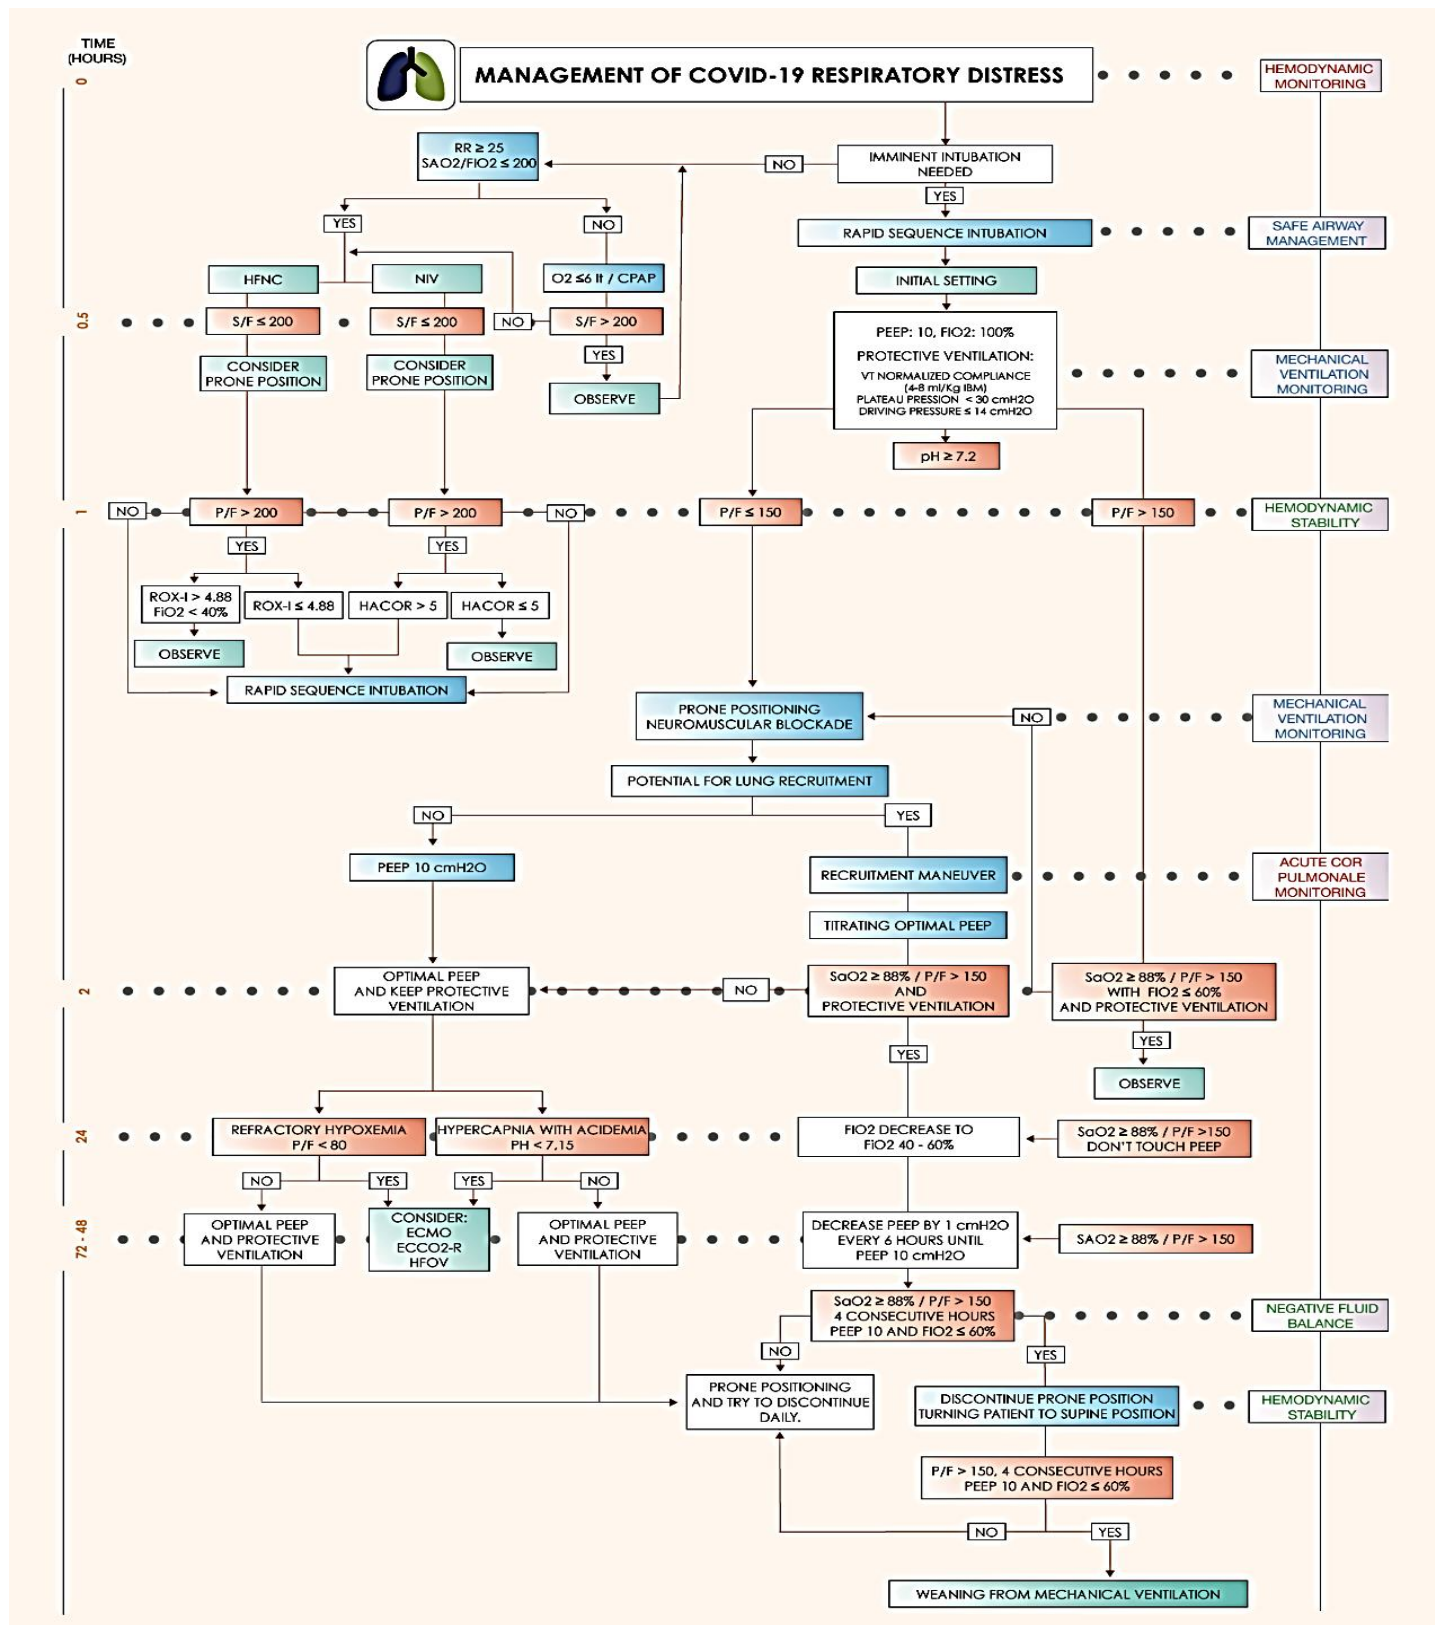 TIME
(HOURS)
0
MANAGEMENT OF COVID-19 RESPIRATORY DISTRESS
HEMODYNAMIC
MONITORING
RR ≥ 25
SAO2/FIO2 ≤ 200
NO
IMMINENT INTUBATION
NEEDED
YES
YES
NO
RAPID SEQUENCE INTUBATION
SAFE AIRWAY
MANAGEMENT
HFNC
NIV
O2 ≤6 lt / CPAP
INITIAL SETTING
0.5
S/F ≤ 200
S/F ≤ 200
NO
S/F > 200
YES
PEEP: 10, FIO2: 100%
PROTECTIVE VENTILATION:
VT NORMALIZED COMPLIANCE
(4-8 ml/Kg IBM)
PLATEAU PRESSION < 30 cmH2O
DRIVING PRESSURE ≤ 14 cmH2O
MECHANICAL
VENTILATION
MONITORING
CONSIDER
PRONE POSITION
CONSIDER
PRONE POSITION
OBSERVE
pH ≥ 7.2
1
NO
P/F > 200
P/F > 200
NO
P/F ≤ 150
P/F > 150
HEMODYNAMIC
STABILITY
YES
YES
ROX-I > 4.88
FiO2 < 40%
ROX-I ≤ 4.88
HACOR > 5
HACOR ≤ 5
OBSERVE
OBSERVE
RAPID SEQUENCE INTUBATION
PRONE POSITIONING
NEUROMUSCULAR BLOCKADE
NO
MECHANICAL
VENTILATION
MONITORING
POTENTIAL FOR LUNG RECRUITMENT
NO
YES
PEEP 10 cmH2O
RECRUITMENT MANEUVER
ACUTE COR
PULMONALE
MONITORING
TITRATING OPTIMAL PEEP
2
OPTIMAL PEEP
AND KEEP PROTECTIVE
VENTILATION
NO
SaO2 ≥ 88% / P/F > 150
AND
PROTECTIVE VENTILATION
SaO2 ≥ 88% / P/F > 150
WITH FIO2 ≤ 60%
AND PROTECTIVE VENTILATION
YES
YES
OBSERVE
24
REFRACTORY HYPOXEMIA
P/F < 80
HYPERCAPNIA WITH ACIDEMIA
PH < 7,15
FIO2 DECREASE TO
FiO2 40 - 60%
SaO2 ≥ 88% / P/F >150
DON'T TOUCH PEEP
NO
YES
YES
NO
72 - 48
OPTIMAL PEEP
AND PROTECTIVE
VENTILATION
CONSIDER:
ECMO
ECCO2-R
HFOV
OPTIMAL PEEP
AND PROTECTIVE
VENTILATION
DECREASE PEEP BY 1 cmH2O
EVERY 6 HOURS UNTIL
PEEP 10 cmH2O
SAO2 ≥ 88% / P/F > 150
SaO2 ≥ 88% / P/F > 150
4 CONSECUTIVE HOURS
PEEP 10 AND FIO2 ≤ 60%
NEGATIVE FLUID
BALANCE
NO
YES
PRONE POSITIONING
AND TRY TO DISCONTINUE
DAILY.
DISCONTINUE PRONE POSITION
TURNING PATIENT TO SUPINE POSITION
HEMODYNAMIC
STABILITY
P/F > 150, 4 CONSECUTIVE HOURS
PEEP 10 AND FIO2 ≤ 60%
NO
YES
WEANING FROM MECHANICAL VENTILATION